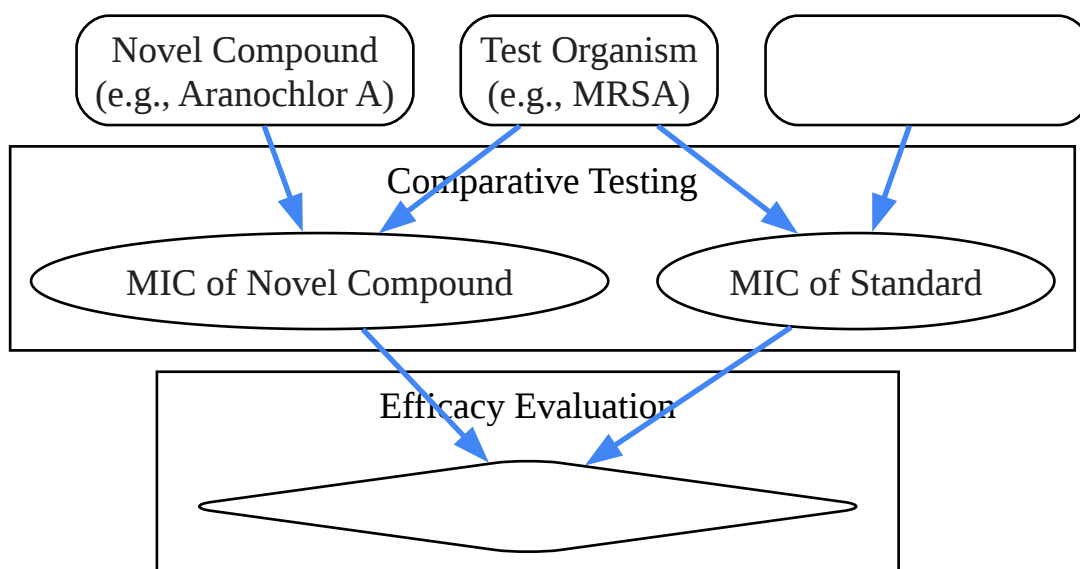 Novel Compound
(e.g., Aranochlor A)
Test Organism
(e.g., MRSA)
Comparative Testing
MIC of Novel Compound
MIC of Standard
Efficacy Evaluation